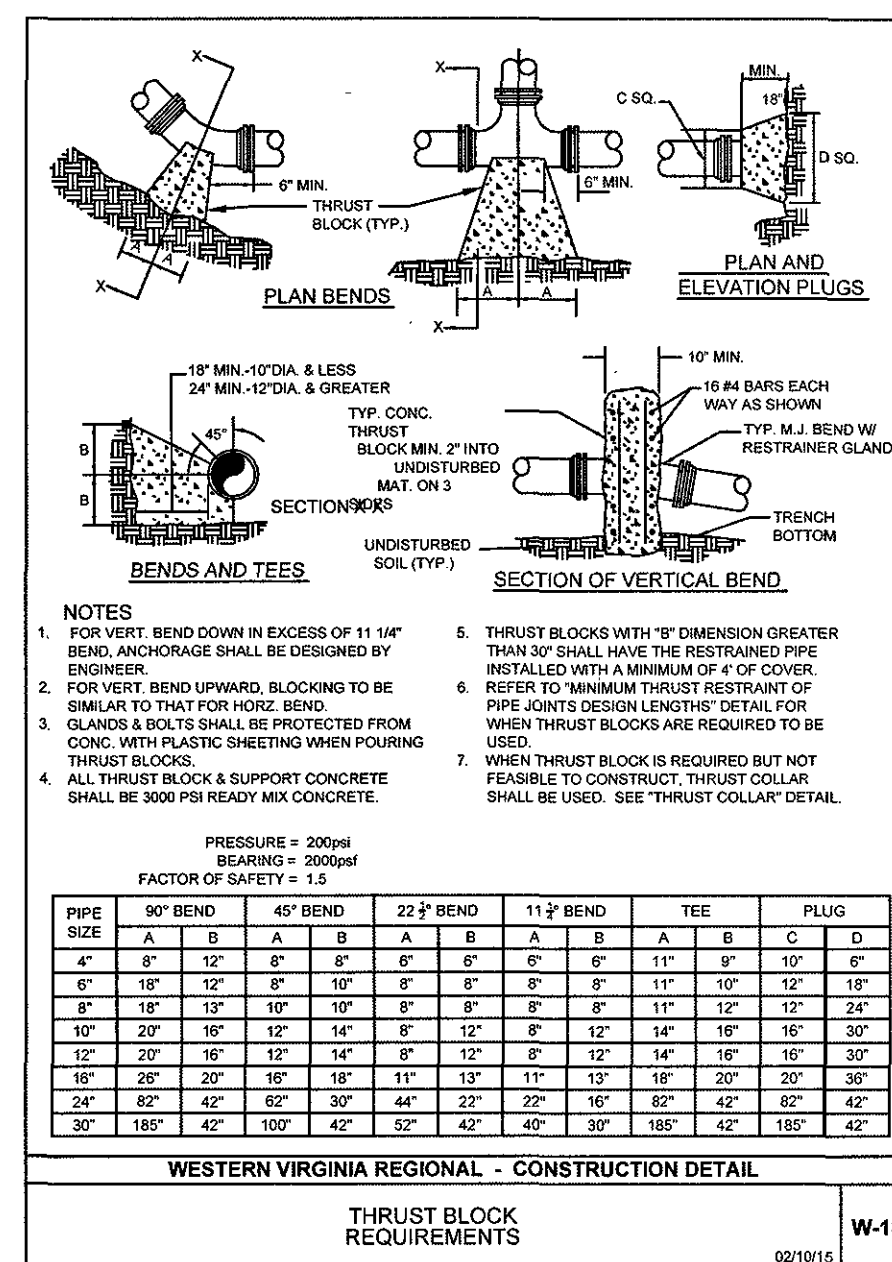 X
X
6" MIN.
THRUST
BLOCK (TYP.)
A
A
X
PLAN BENDS
X
6" MIN.
A
A
X
C SQ.
MIN.
18"
D SQ.
PLAN AND
ELEVATION PLUGS
18" MIN.-10"DIA. & LESS
24" MIN.-12"DIA. & GREATER
45°
B
B
BENDS AND TEES
TYP. CONC.
THRUST
BLOCK MIN. 2" INTO
UNDISTURBED
MAT. ON 3
SECTION
UNDISTURBED
SOIL (TYP.)
10" MIN.
16 #4 BARS EACH
WAY AS SHOWN
TYP. M.J. BEND W/
RESTRAINER GLAND
TRENCH
BOTTOM
SECTION OF VERTICAL BEND
NOTES
1. FOR VERT. BEND DOWN IN EXCESS OF 11 1/4"
BEND, ANCHORAGE SHALL BE DESIGNED BY
ENGINEER.
2. FOR VERT. BEND UPWARD, BLOCKING TO BE
SIMILAR TO THAT FOR HORZ. BEND.
3. GLANDS & BOLTS SHALL BE PROTECTED FROM
CONC. WITH PLASTIC SHEETING WHEN POURING
THRUST BLOCKS.
4. ALL THRUST BLOCK & SUPPORT CONCRETE
SHALL BE 3000 PSI READY MIX CONCRETE.
5. THRUST BLOCKS WITH "B" DIMENSION GREATER
THAN 30" SHALL HAVE THE RESTRAINED PIPE
INSTALLED WITH A MINIMUM OF 4' OF COVER.
6. REFER TO "MINIMUM THRUST RESTRAINT OF
PIPE JOINTS DESIGN LENGTHS" DETAIL FOR
WHEN THRUST BLOCKS ARE REQUIRED TO BE
USED.
7. WHEN THRUST BLOCK IS REQUIRED BUT NOT
FEASIBLE TO CONSTRUCT, THRUST COLLAR
SHALL BE USED. SEE "THRUST COLLAR" DETAIL.
PRESSURE = 200psi
BEARING = 2000psf
FACTOR OF SAFETY = 1.5
PIPE SIZE 90° BEND 45° BEND 22 1/2° BEND 11 1/4° BEND TEE PLUG
A B A B A B A B A B C D
4" 8" 12" 8" 8" 6" 6" 6" 6" 11" 9" 10" 6"
6" 18" 12" 8" 10" 8" 8" 8" 8" 11" 10" 12" 18"
8" 18" 13" 10" 10" 8" 8" 8" 8" 11" 12" 12" 24"
10" 20" 16" 12" 14" 8" 12" 8" 12" 14" 16" 16" 30"
12" 20" 16" 12" 14" 8" 12" 8" 12" 14" 16" 16" 30"
16" 26" 20" 16" 18" 11" 13" 11" 13" 18" 20" 20" 36"
24" 82" 42" 62" 30" 44" 22" 22" 16" 82" 42" 82" 42"
30" 185" 42" 100" 42" 52" 42" 40" 30" 185" 42" 185" 42"
WESTERN VIRGINIA REGIONAL - CONSTRUCTION DETAIL
THRUST BLOCK
REQUIREMENTS
W-1
02/10/15